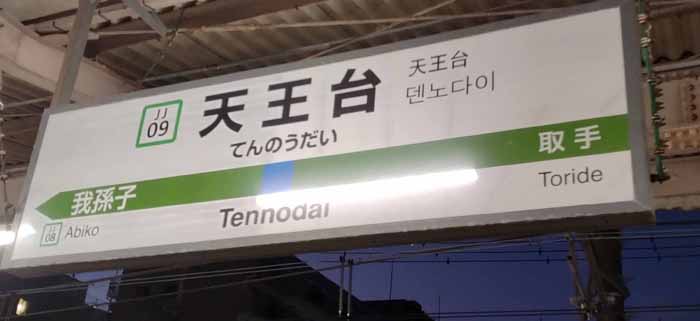 JJ
09
天王台
天王台
덴노다이
てんのうだい
我孫子
取手
JJ
08
Abiko
Tennodai
Toride